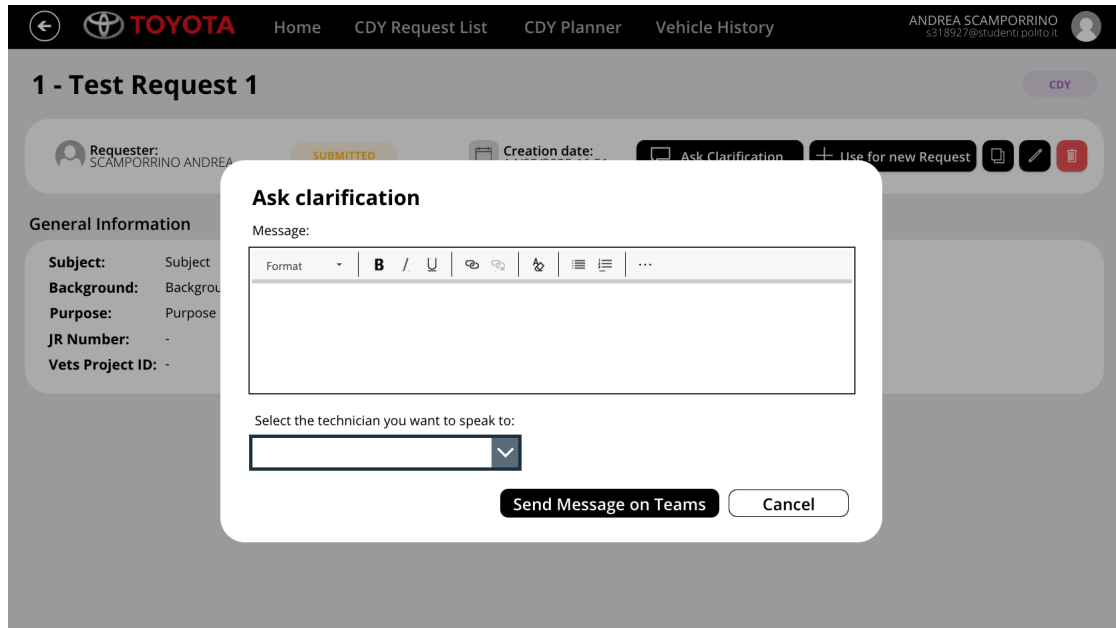 TOYOTA Home CDY Request List CDY Planner Vehicle History ANDREA SCAMPORRINO
s318927@studenti.polito.it
1 - Test Request 1 CDY
Requester: SUBMITTED Creation date: Ask Clarification Use for new Request
SCAMPORRINO ANDREA
General Information
Subject: Subject
Background: Backgrou
Purpose: Purpose
JR Number: -
Vets Project ID: -
Ask clarification
Message:
Format B I U ...
Select the technician you want to speak to:
Send Message on Teams Cancel